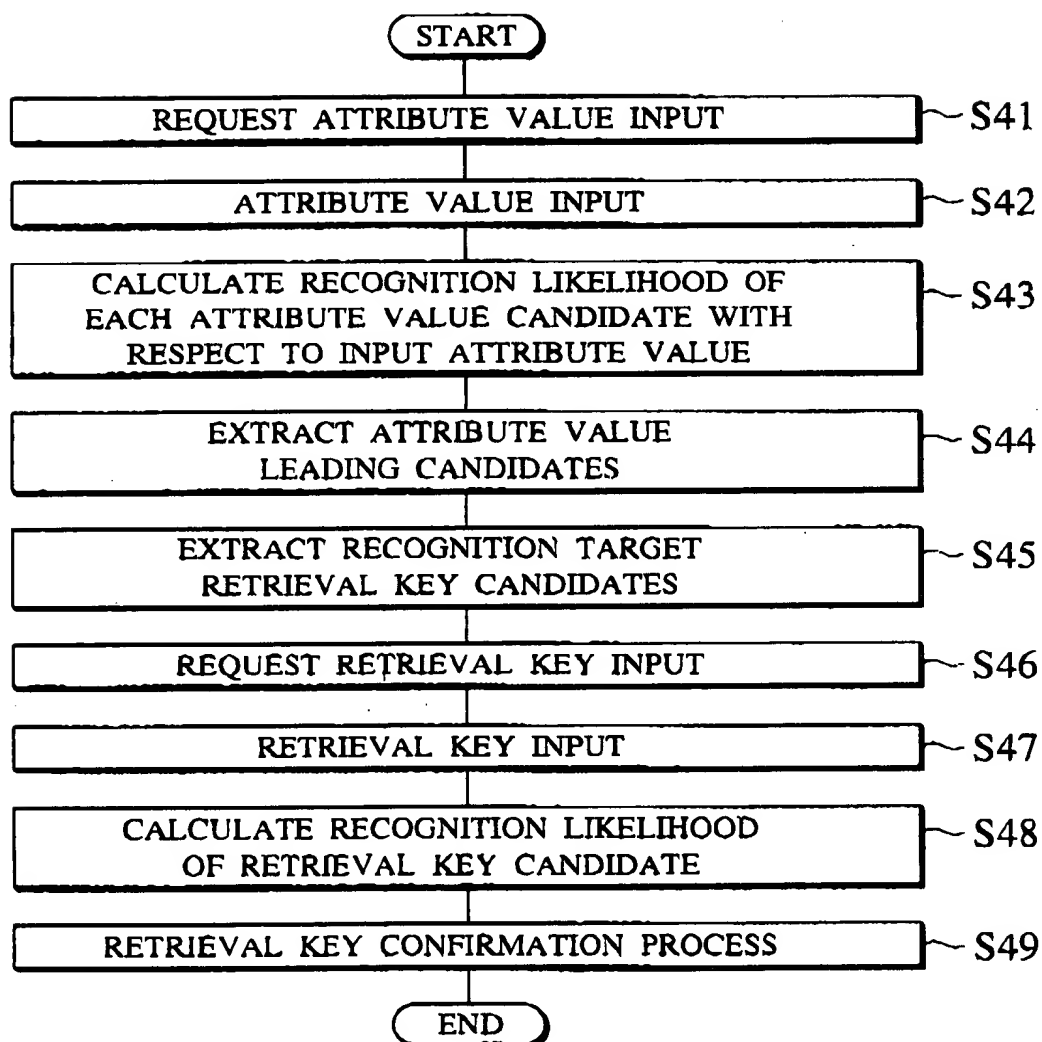 START
REQUEST ATTRIBUTE VALUE INPUT
S41
ATTRIBUTE VALUE INPUT
S42
CALCULATE RECOGNITION LIKELIHOOD OF
EACH ATTRIBUTE VALUE CANDIDATE WITH
RESPECT TO INPUT ATTRIBUTE VALUE
S43
EXTRACT ATTRIBUTE VALUE
LEADING CANDIDATES
S44
EXTRACT RECOGNITION TARGET
RETRIEVAL KEY CANDIDATES
S45
REQUEST RETRIEVAL KEY INPUT
S46
RETRIEVAL KEY INPUT
S47
CALCULATE RECOGNITION LIKELIHOOD
OF RETRIEVAL KEY CANDIDATE
S48
RETRIEVAL KEY CONFIRMATION PROCESS
S49
END